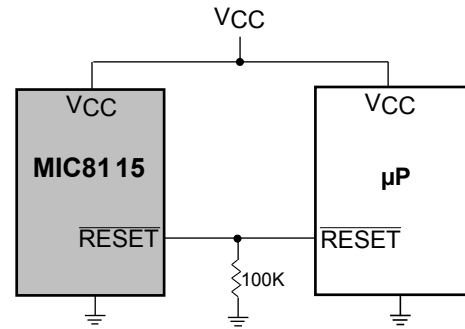 VCC
VCC
VCC
MIC8115
µP
RESET
RESET
100K